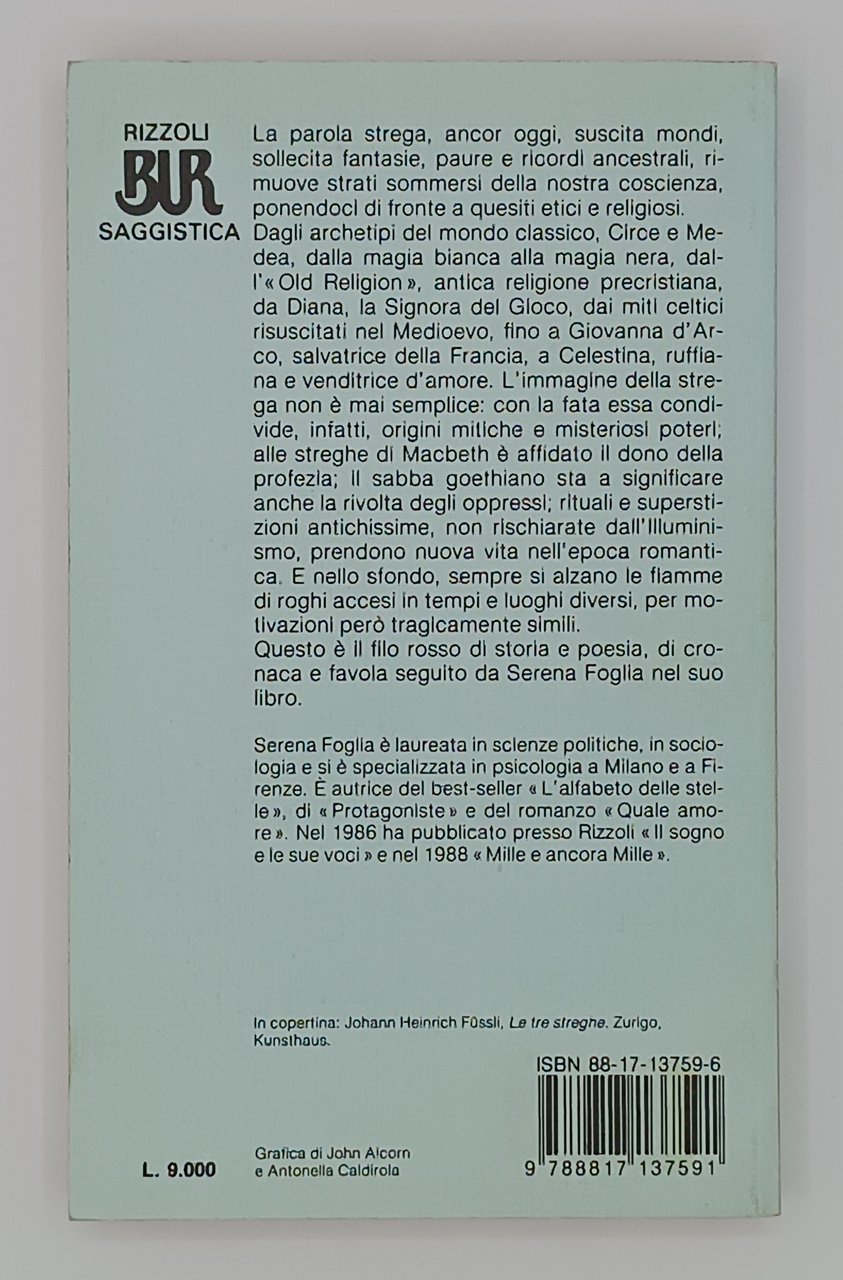 RIZZOLI
BUR
SAGGISTICA
La parola strega, ancor oggi, suscita mondi,
sollecita fantasie, paure e ricordi ancestrali, ri-
muove strati sommersi della nostra coscienza,
ponendoci di fronte a quesiti etici e religiosi.
Dagli archetipi del mondo classico, Circe e Me-
dea, dalla magia bianca alla magia nera, dal-
l'« Old Religion », antica religione precristiana,
da Diana, la Signora del Gioco, dai miti celtici
risuscitati nel Medioevo, fino a Giovanna d'Ar-
co, salvatrice della Francia, a Celestina, ruffia-
na e venditrice d'amore. L'immagine della stre-
ga non è mai semplice: con la fata essa condi-
vide, infatti, origini mitiche e misteriosi poteri;
alle streghe di Macbeth è affidato il dono della
profezia; il sabba goethiano sta a significare
anche la rivolta degli oppressi; rituali e supersti-
zioni antichissime, non rischiarate dall'Illumini-
smo, prendono nuova vita nell'epoca romanti-
ca. E nello sfondo, sempre si alzano le fiamme
di roghi accesi in tempi e luoghi diversi, per mo-
tivazioni però tragicamente simili.
Questo è il filo rosso di storia e poesia, di cro-
naca e favola seguito da Serena Foglia nel suo
libro.
Serena Foglia è laureata in scienze politiche, in socio-
logia e si è specializzata in psicologia a Milano e a Fi-
renze. È autrice del best-seller « L'alfabeto delle stel-
le », di « Protagoniste » e del romanzo « Quale amo-
re ». Nel 1986 ha pubblicato presso Rizzoli « Il sogno
e le sue voci » e nel 1988 « Mille e ancora Mille ».
In copertina: Johann Heinrich Füssli, Le tre streghe. Zurigo,
Kunsthaus.
ISBN 88-17-13759-6
9 788817 137591
Grafica di John Alcorn
e Antonella Caldirola
L. 9.000